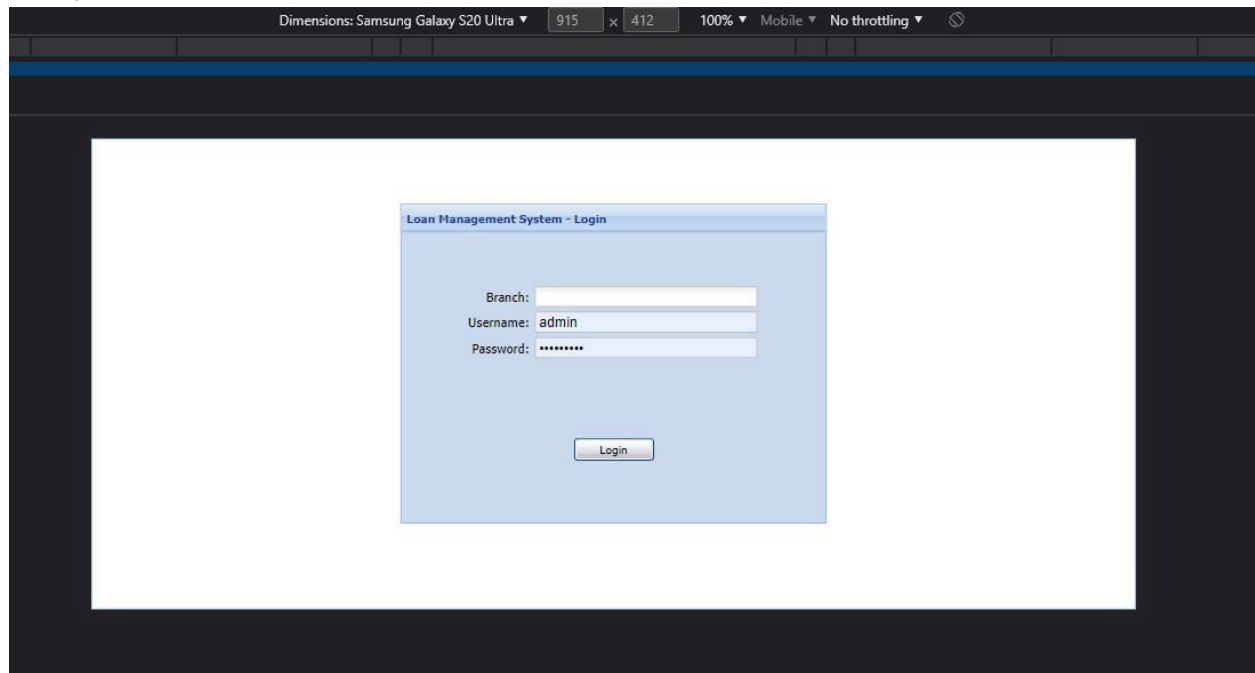 Dimensions: Samsung Galaxy S20 Ultra ▼ 915 x 412 100% ▼ Mobile ▼ No throttling ▼
Loan Management System - Login
Branch:
Username: admin
Password: •••••••••
Login